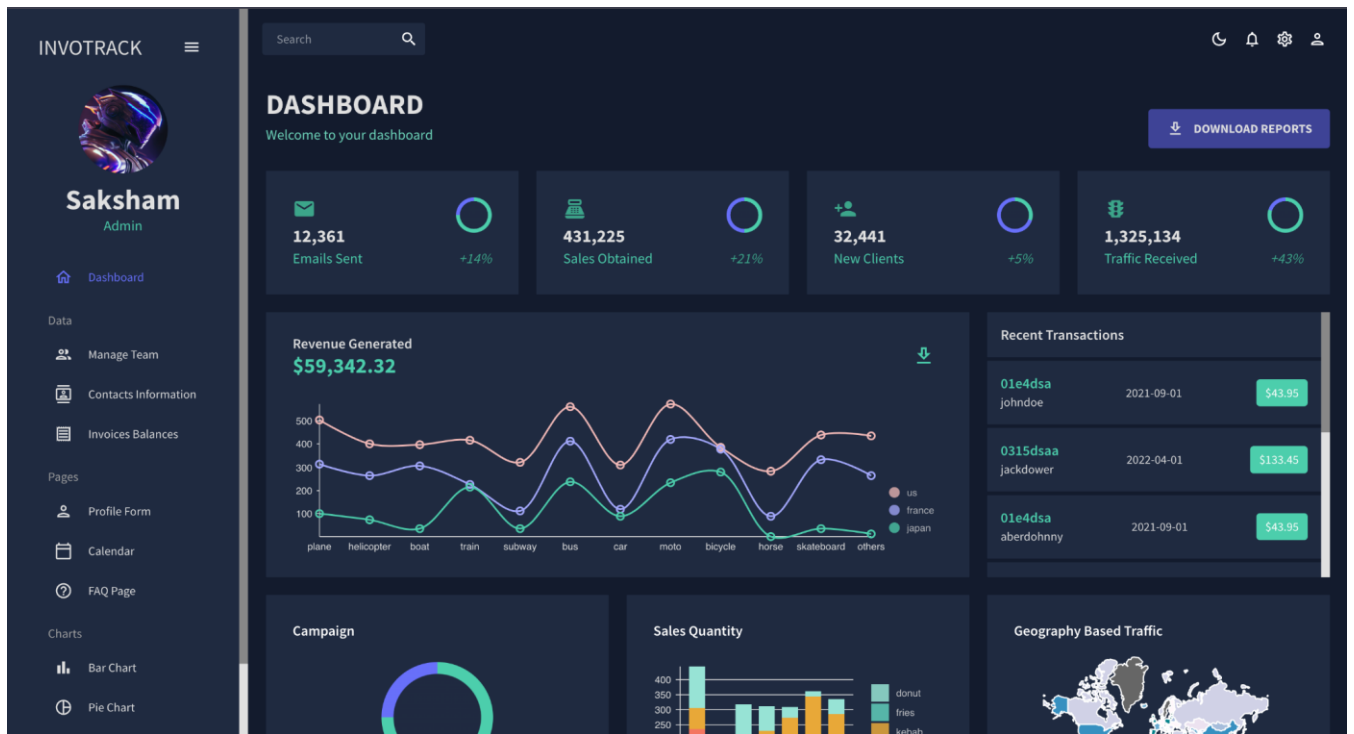 INVOTRACK
Saksham
Admin
Dashboard
Data
Manage Team
Contacts Information
Invoices Balances
Pages
Profile Form
Calendar
FAQ Page
Charts
Bar Chart
Pie Chart
Search
DASHBOARD
Welcome to your dashboard
DOWNLOAD REPORTS
12,361
Emails Sent +14%
431,225
Sales Obtained +21%
32,441
New Clients +5%
1,325,134
Traffic Received +43%
Revenue Generated
$59,342.32
500
400
300
200
100
plane helicopter boat train subway bus car moto bicycle horse skateboard others
us
france
japan
Recent Transactions
01e4dsa
johndoe
2021-09-01
$43.95
0315dsaa
jackdower
2022-04-01
$133.45
01e4dsa
aberdohnny
2021-09-01
$43.95
Campaign
Sales Quantity
400
350
300
250
donut
fries
kebab
Geography Based Traffic